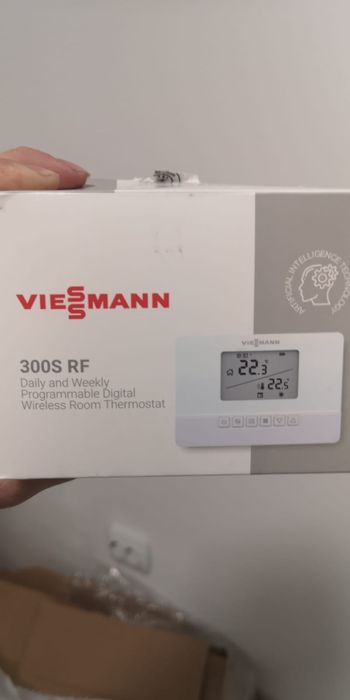 VIESSMANN
ARTIFICIAL INTELLIGENCE TECHNOLOGY
300S RF
Daily and Weekly
Programmable Digital
Wireless Room Thermostat
VIESSMANN
22.3
22.5